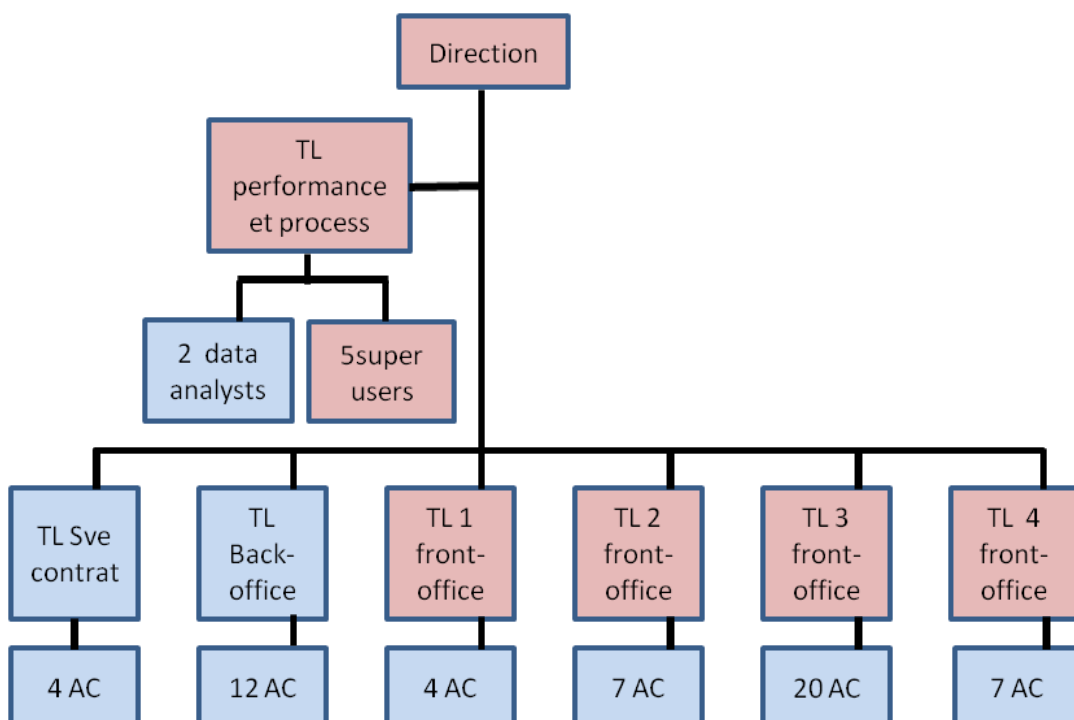 Direction
TL
performance
et process
2 data
analysts
5super
users
TL Sve
contrat
TL
Back-
office
TL 1
front-
office
TL 2
front-
office
TL 3
front-
office
TL 4
front-
office
4 AC
12 AC
4 AC
7 AC
20 AC
7 AC